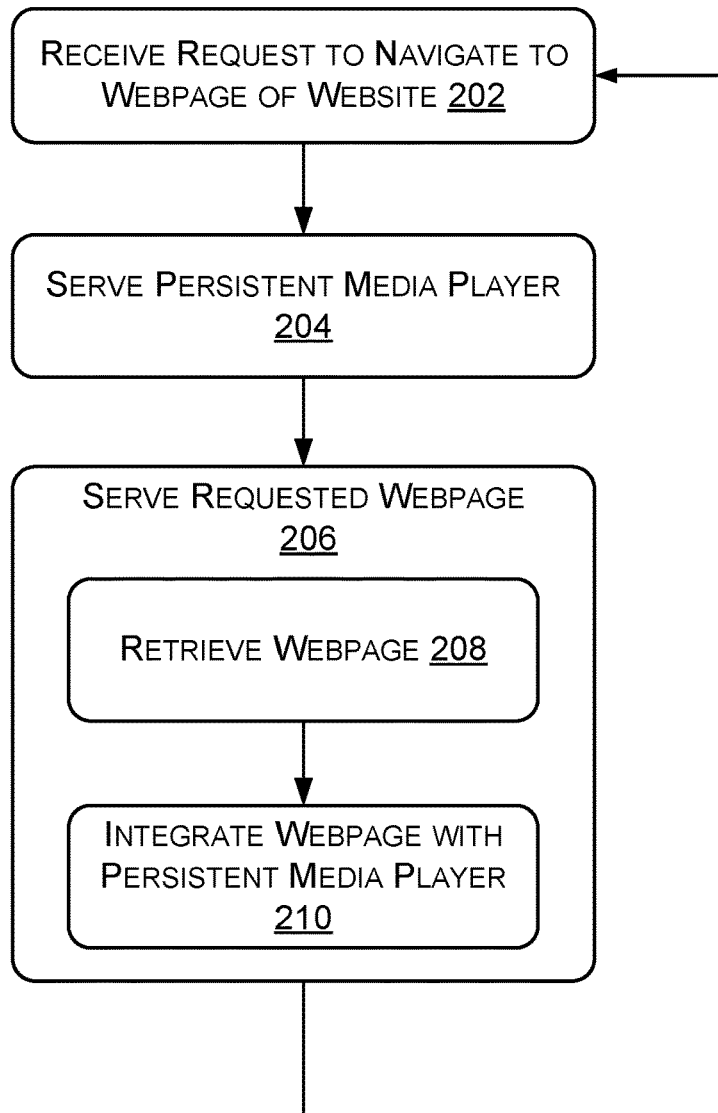 RECEIVE REQUEST TO NAVIGATE TO
WEBPAGE OF WEBSITE 202
SERVE PERSISTENT MEDIA PLAYER
204
SERVE REQUESTED WEBPAGE
206
RETRIEVE WEBPAGE 208
INTEGRATE WEBPAGE WITH
PERSISTENT MEDIA PLAYER
210